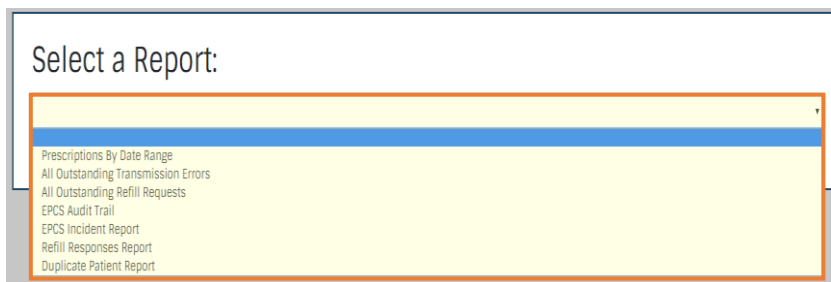 Select a Report:
Prescriptions By Date Range
All Outstanding Transmission Errors
All Outstanding Refill Requests
EPCS Audit Trail
EPCS Incident Report
Refill Responses Report
Duplicate Patient Report